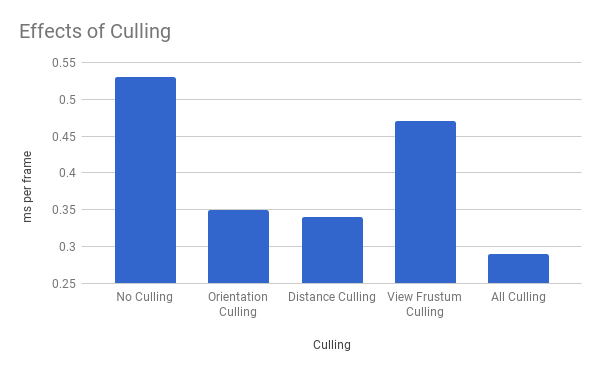 Effects of Culling
0.55
0.5
0.45
0.4
0.35
0.3
0.25
ms per frame
No Culling
Orientation
Culling
Distance Culling
View Frustum
Culling
All Culling
Culling